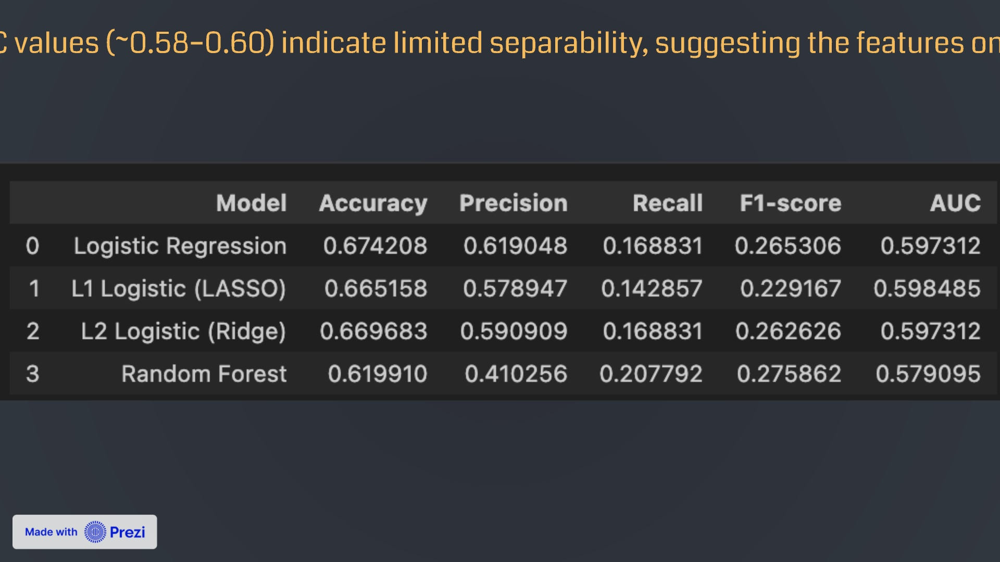 values (~0.58–0.60) indicate limited separability, suggesting the features
Model Accuracy Precision Recall F1-score AUC
0 Logistic Regression 0.674208 0.619048 0.168831 0.265306 0.597312
1 L1 Logistic (LASSO) 0.665158 0.578947 0.142857 0.229167 0.598485
2 L2 Logistic (Ridge) 0.669683 0.590909 0.168831 0.262626 0.597312
3 Random Forest 0.619910 0.410256 0.207792 0.275862 0.579095
Made with Prezi